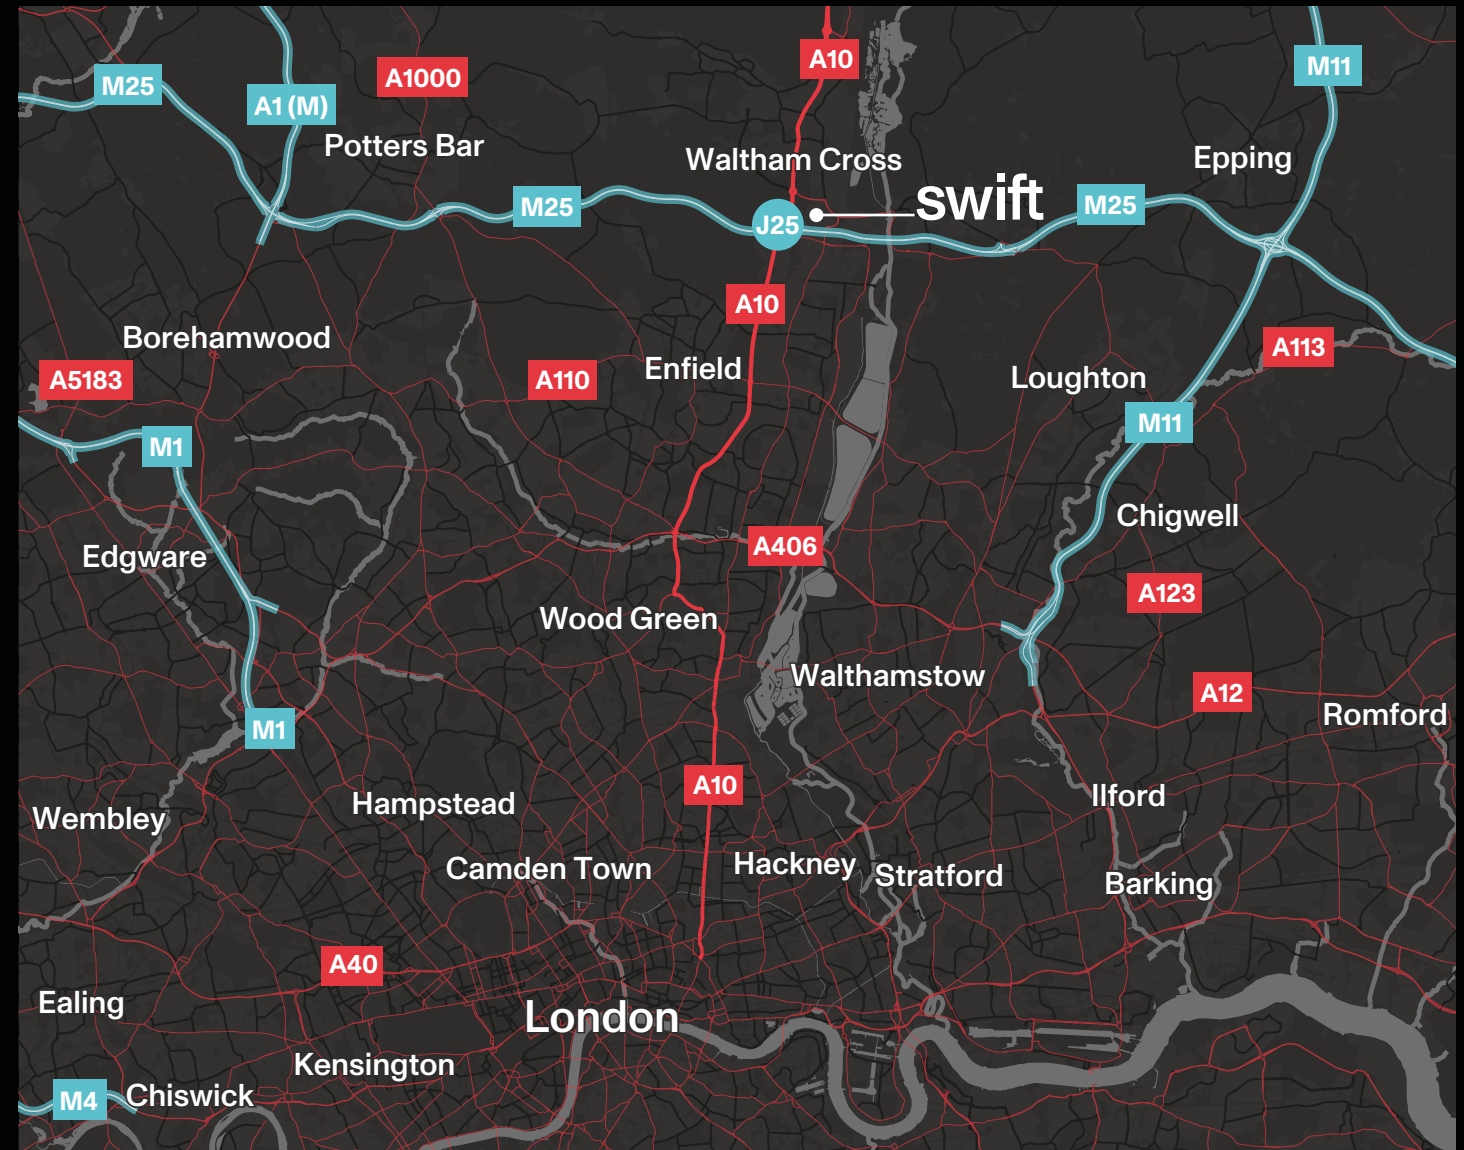 A10
M11
A1000
M25
A1 (M)
Potters Bar
Waltham Cross
Epping
swift
M25
M25
J25
A10
Borehamwood
A113
Enfield
A5183
A110
Loughton
M11
M1
Chigwell
A406
Edgware
A123
Wood Green
Walthamstow
A12
Romford
M1
A10
Ilford
Hampstead
Wembley
Camden Town
Hackney
Stratford
Barking
A40
Ealing
London
Kensington
M4
Chiswick